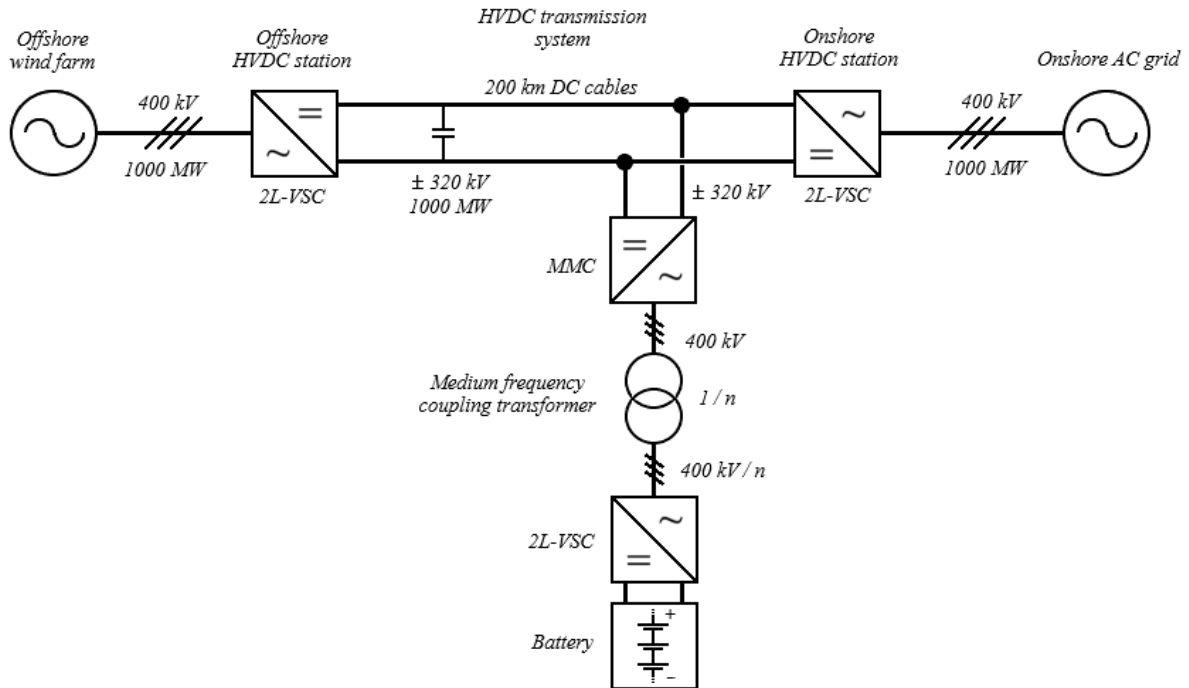 Offshore
wind farm
Offshore
HVDC station
HVDC transmission
system
Onshore
HVDC station
Onshore AC grid
400 kV
1000 MW
2L-VSC
200 km DC cables
± 320 kV
1000 MW
± 320 kV
2L-VSC
400 kV
1000 MW
MMC
400 kV
Medium frequency
coupling transformer
1 / n
400 kV / n
2L-VSC
Battery
+
−